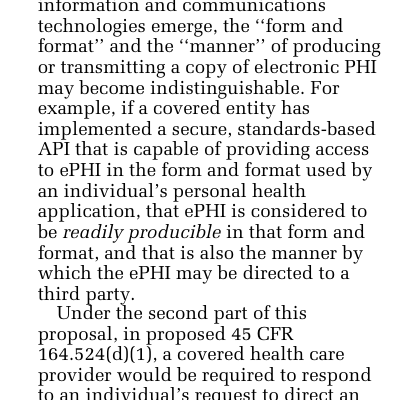 information and communications
technologies emerge, the ‘‘form and
format’’ and the ‘‘manner’’ of producing
or transmitting a copy of electronic PHI
may become indistinguishable. For
example, if a covered entity has
implemented a secure, standards-based
API that is capable of providing access
to ePHI in the form and format used by
an individual’s personal health
application, that ePHI is considered to
be readily producible in that form and
format, and that is also the manner by
which the ePHI may be directed to a
third party.
Under the second part of this
proposal, in proposed 45 CFR
164.524(d)(1), a covered health care
provider would be required to respond
to an individual’s request to direct an